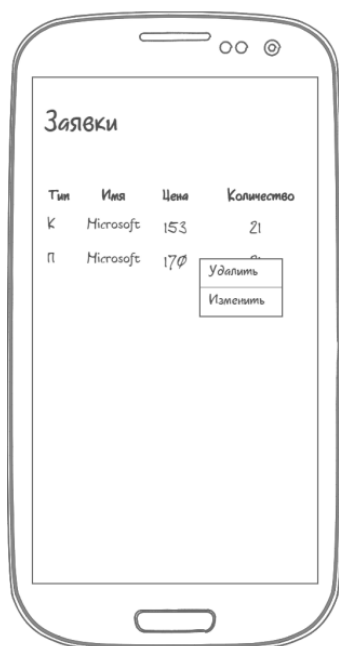 Заявки
Тип Имя Цена Количество
К Microsoft 153 21
П Microsoft 170
Удалить
Изменить